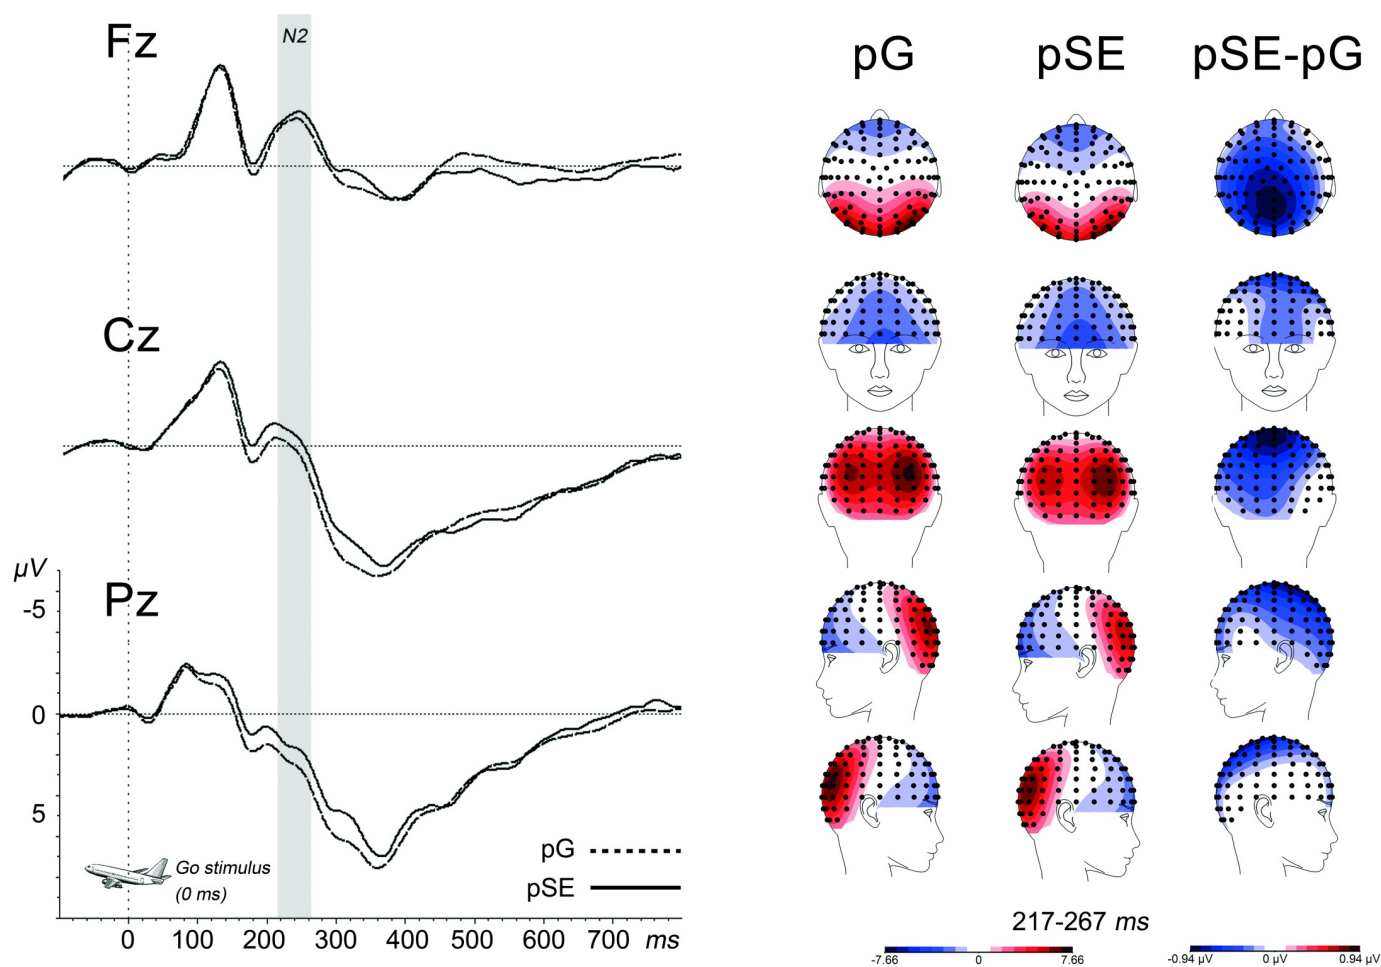 Fz
N2
Cz
µV
Pz
-5
0
5
Go stimulus
(0 ms)
pG
pSE
0 100 200 300 400 500 600 700 ms
pG pSE pSE-pG
217-267 ms
-7.66 0 7.66
-0.94 µV 0 µV 0.94 µV